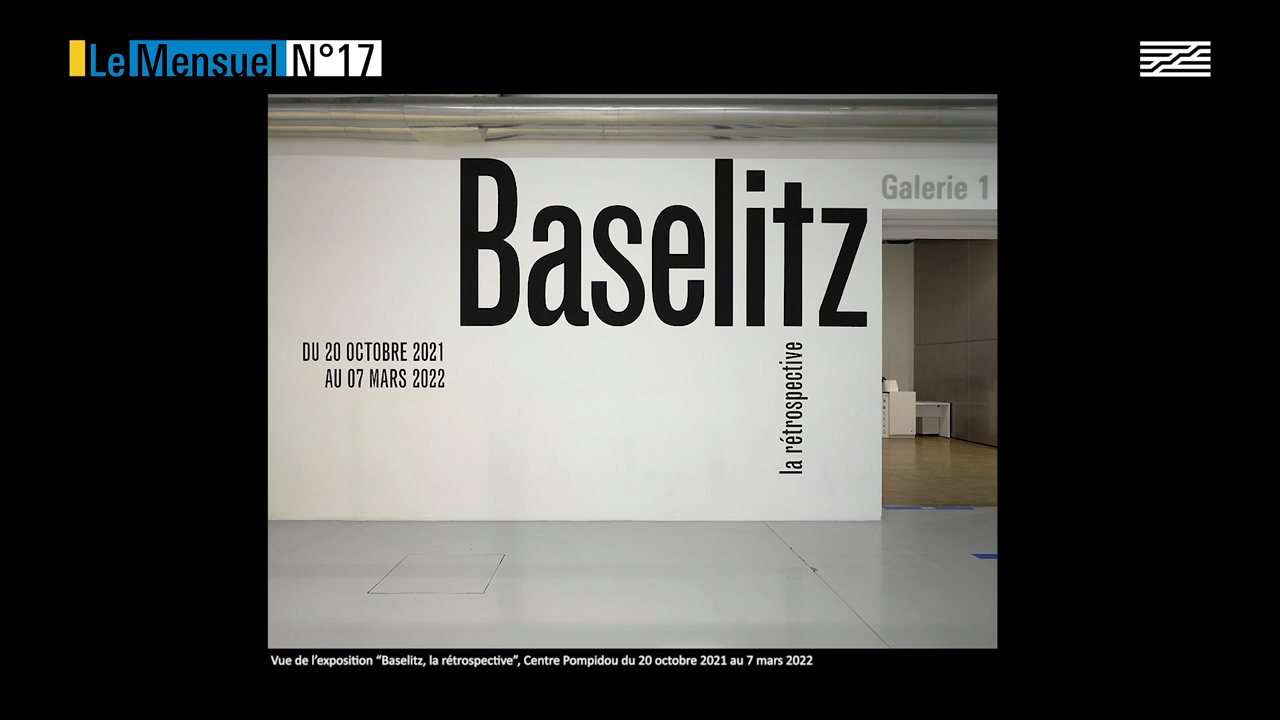 Le Mensuel N°17
Baselitz
Galerie 1
DU 20 OCTOBRE 2021
AU 07 MARS 2022
la rétrospective
Vue de l’exposition “Baselitz, la rétrospective”, Centre Pompidou du 20 octobre 2021 au 7 mars 2022